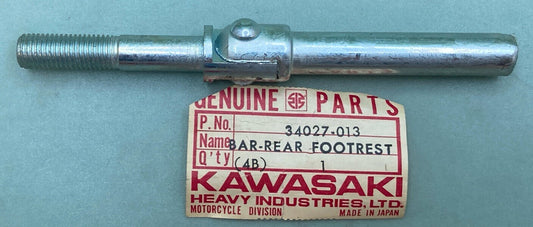 GENUINE PARTS
P. No. 34027-013
Name BAR-REAR FOOTREST
Q'ty (4B) 1
KAWASAKI
HEAVY INDUSTRIES, LTD.
MOTORCYCLE DIVISION MADE IN JAPAN